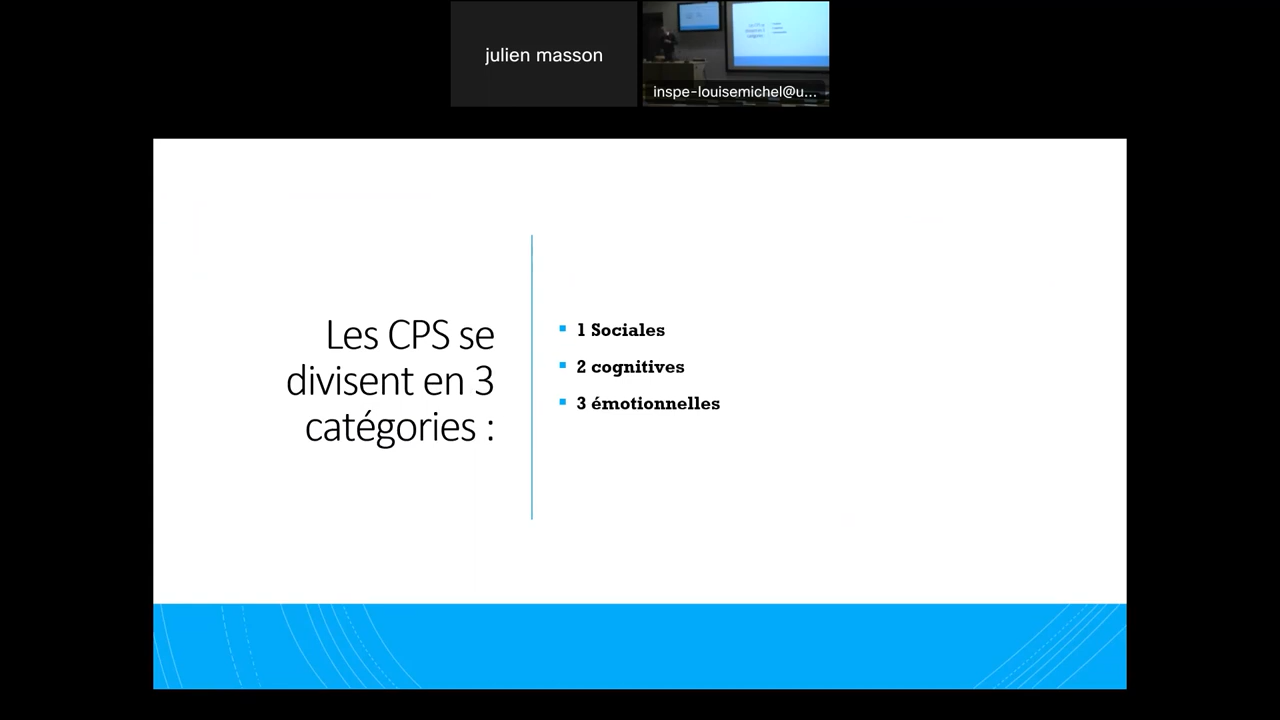 julien masson
inspe-louisemichel@u...
Les CPS se
divisent en 3
catégories :
1 Sociales
2 cognitives
3 émotionnelles